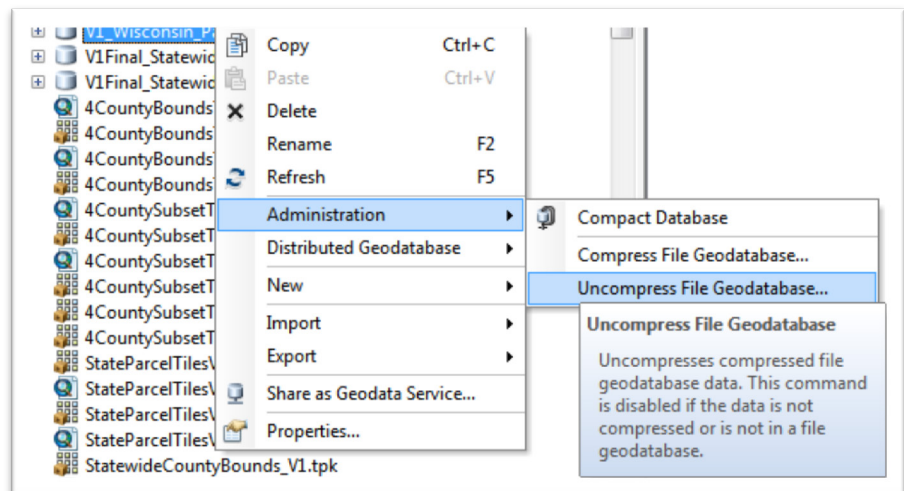 V1_Wisconsin_Pa
V1Final_Statewid
V1Final_Statewid
4CountyBounds
4CountyBounds
4CountyBounds
4CountyBounds
4CountySubsetT
4CountySubsetT
4CountySubsetT
4CountySubsetT
4CountySubsetT
4CountySubsetT
StateParcelTilesV
StateParcelTilesV
StateParcelTilesV
StateParcelTilesV
StatewideCountyBounds_V1.tpk
Copy Ctrl+C
Paste Ctrl+V
Delete
Rename F2
Refresh F5
Administration
Distributed Geodatabase
New
Import
Export
Share as Geodata Service...
Properties...
Compact Database
Compress File Geodatabase...
Uncompress File Geodatabase...
Uncompress File Geodatabase
Uncompresses compressed file
geodatabase data. This command
is disabled if the data is not
compressed or is not in a file
geodatabase.